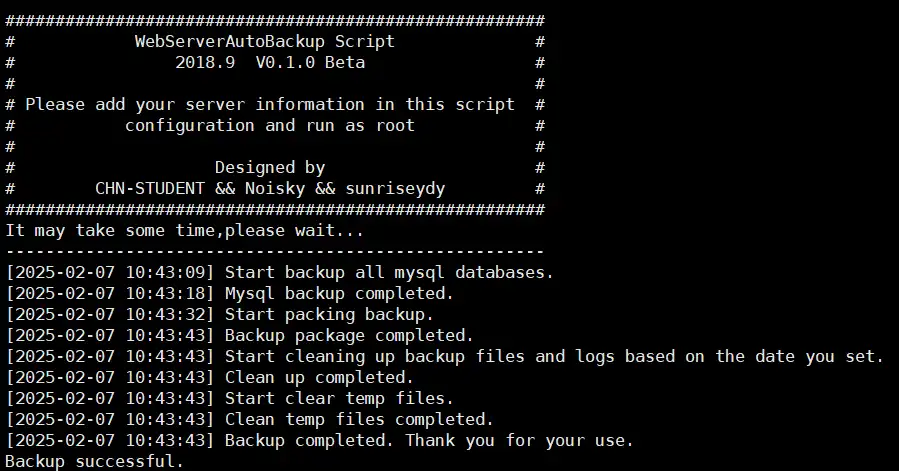 ######################################################
#            WebServerAutoBackup Script              #
#                2018.9  V0.1.0 Beta                 #
#                                                    #
# Please add your server information in this script  #
#           configuration and run as root            #
#                                                    #
#                    Designed by                     #
#        CHN-STUDENT && Noisky && sunriseydy         #
######################################################
It may take some time,please wait...
------------------------------------------------------
[2025-02-07 10:43:09] Start backup all mysql databases.
[2025-02-07 10:43:18] Mysql backup completed.
[2025-02-07 10:43:32] Start packing backup.
[2025-02-07 10:43:43] Backup package completed.
[2025-02-07 10:43:43] Start cleaning up backup files and logs based on the date you set.
[2025-02-07 10:43:43] Clean up completed.
[2025-02-07 10:43:43] Start clear temp files.
[2025-02-07 10:43:43] Clean temp files completed.
[2025-02-07 10:43:43] Backup completed. Thank you for your use.
Backup successful.